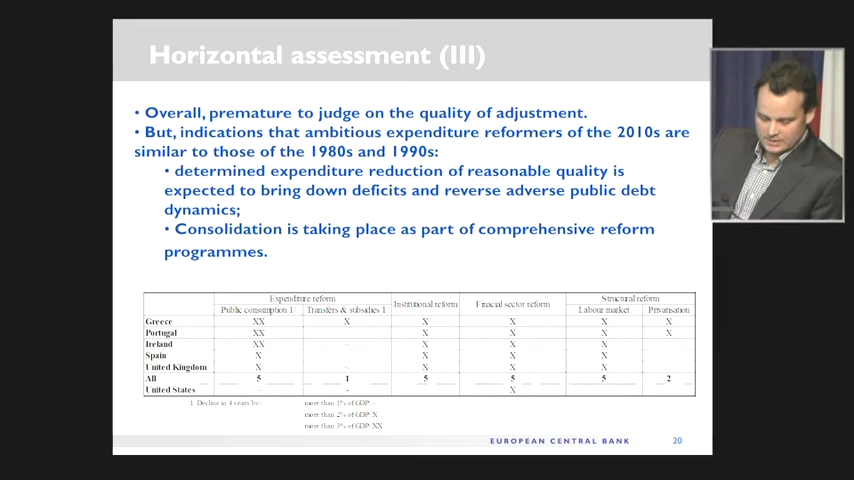 Horizontal assessment (III)
• Overall, premature to judge on the quality of adjustment.
• But, indications that ambitious expenditure reformers of the 2010s are
similar to those of the 1980s and 1990s:
• determined expenditure reduction of reasonable quality is
expected to bring down deficits and reverse adverse public debt
dynamics;
• Consolidation is taking place as part of comprehensive reform
programmes.
Expenditure reform Institutional reform Finacial sector reform Structural reform
Public consumption 1/ Transfers & subsidies 1 Labour market Privatisation
Greece XX X X X X X
Portugal XX X X X X
Ireland XX - X X X
Spain X X X X
United Kingdom X - X X X
All 5 1 5 5 5 2
United States - - X
1 Decline in 4 years by: more than 1% of GDP: -
more than 2% of GDP: X
more than 3% of GDP: XX
EUROPEAN CENTRAL BANK 20